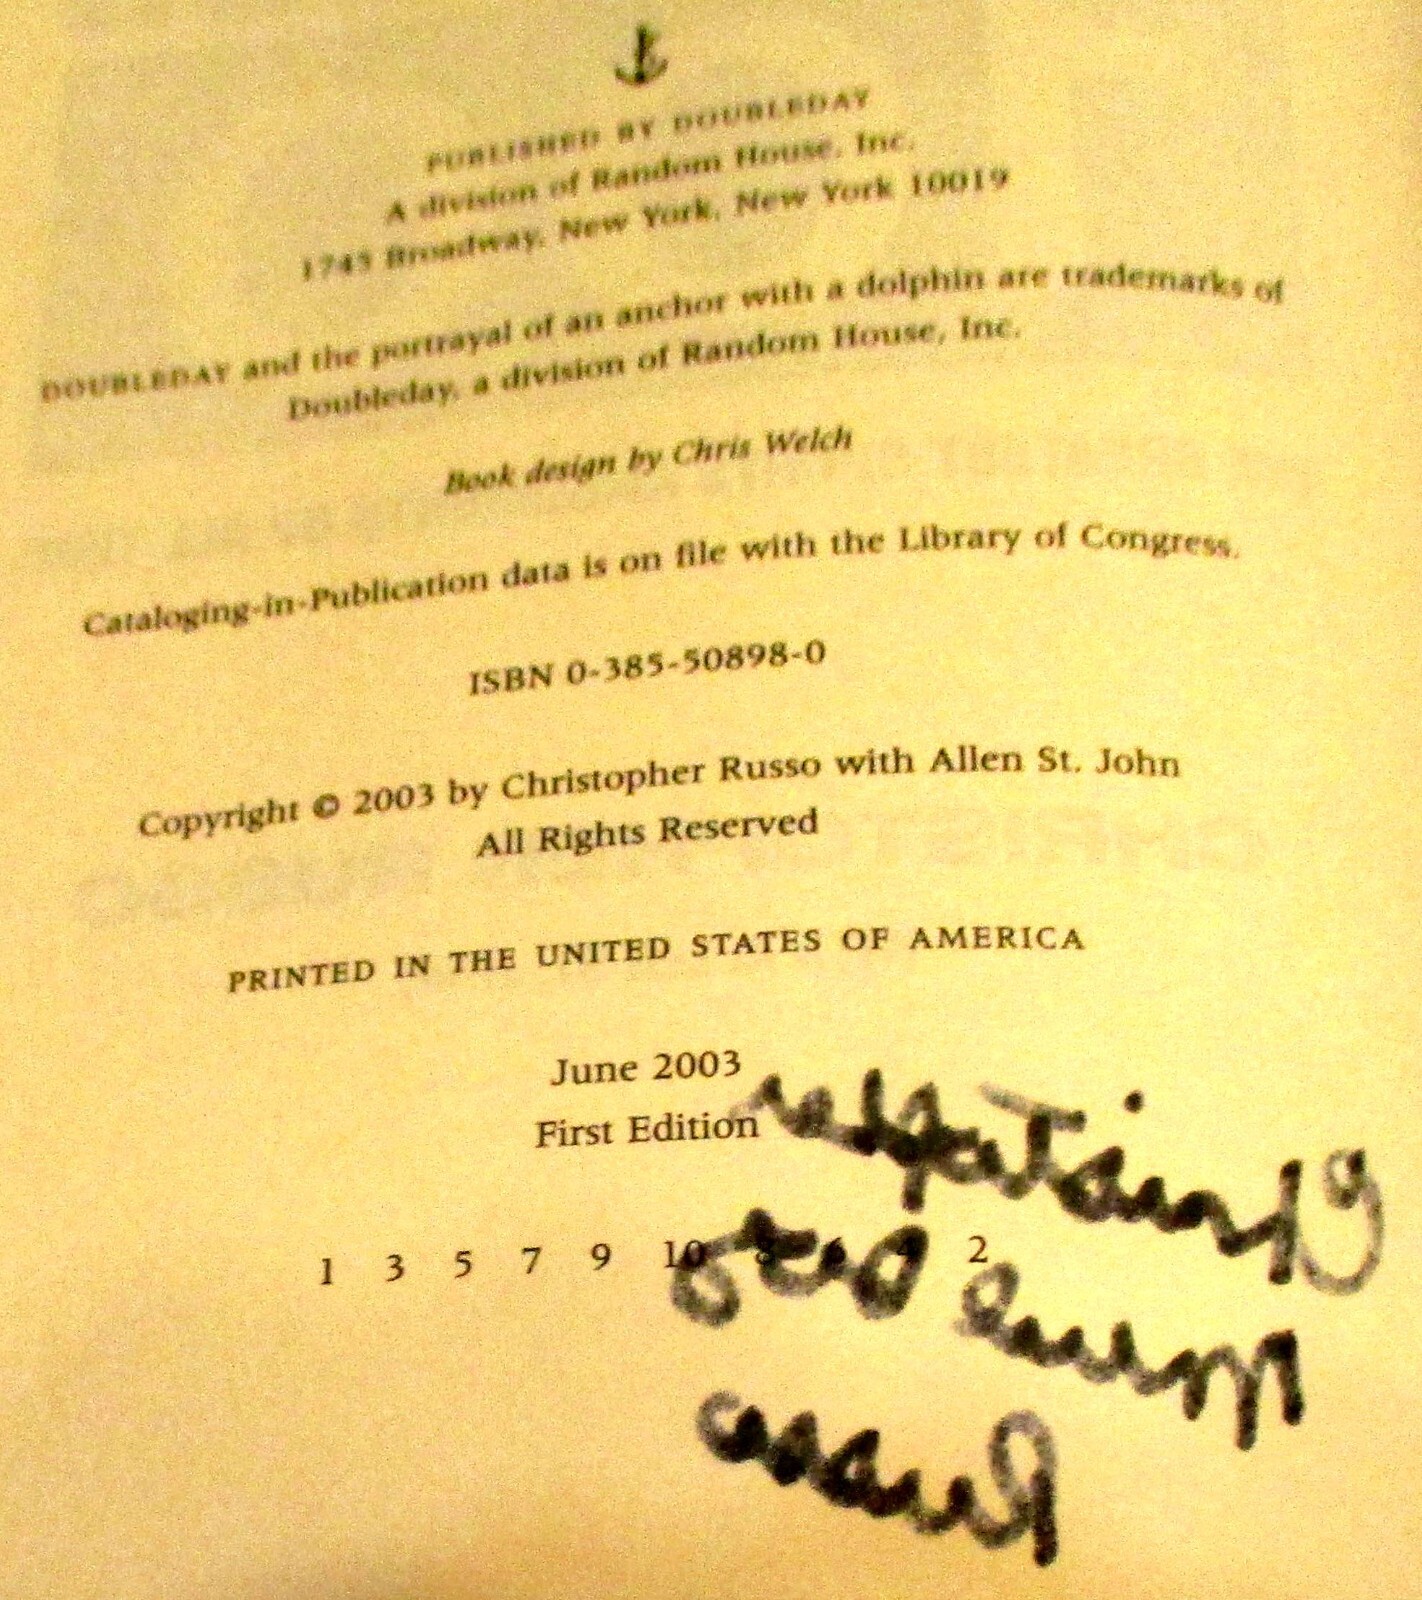 PUBLISHED BY DOUBLEDAY
A division of Random House, Inc.
1745 Broadway, New York, New York 10019
DOUBLEDAY and the portrayal of an anchor with a dolphin are trademarks of
Doubleday, a division of Random House, Inc.
Book design by Chris Welch
Cataloging-in-Publication data is on file with the Library of Congress.
ISBN 0-385-50898-0
Copyright © 2003 by Christopher Russo with Allen St. John
All Rights Reserved
PRINTED IN THE UNITED STATES OF AMERICA
June 2003
First Edition
1 3 5 7 9 10 8 6 4 2